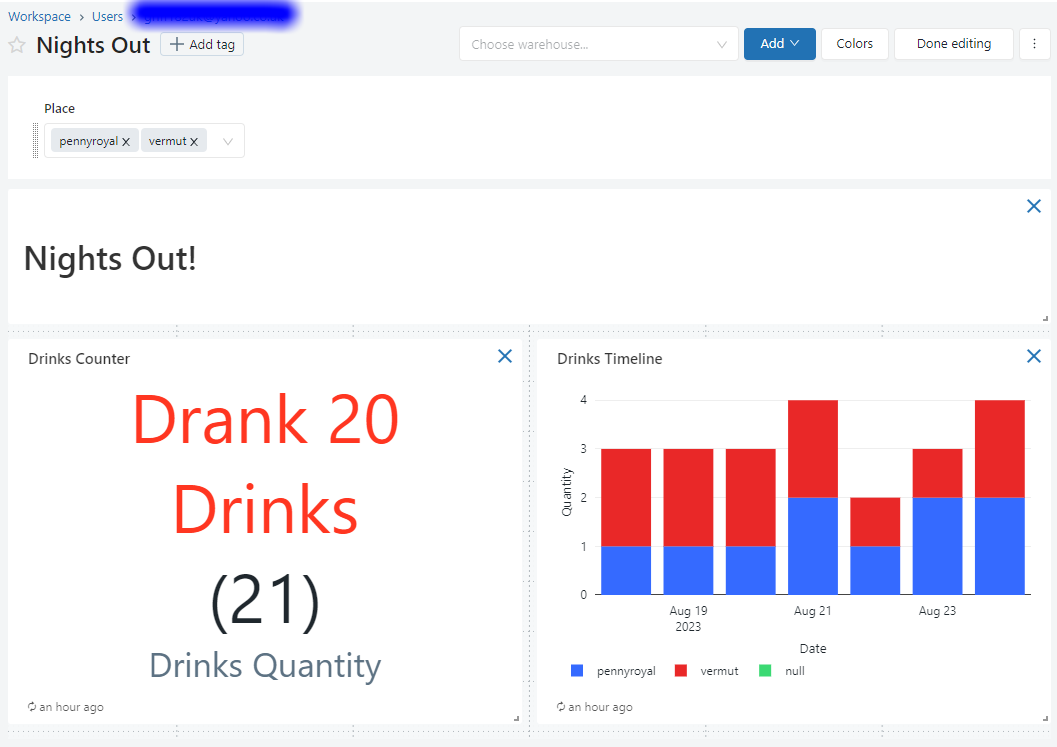 Workspace › Users ›
Nights Out + Add tag
Choose warehouse...
Add
Colors
Done editing
Place
pennyroyal x vermut x
Nights Out!
Drinks Counter
Drank 20
Drinks
(21)
Drinks Quantity
an hour ago
Drinks Timeline
4
3
2
1
0
Quantity
Aug 19
2023
Aug 21
Aug 23
Date
pennyroyal vermut null
an hour ago